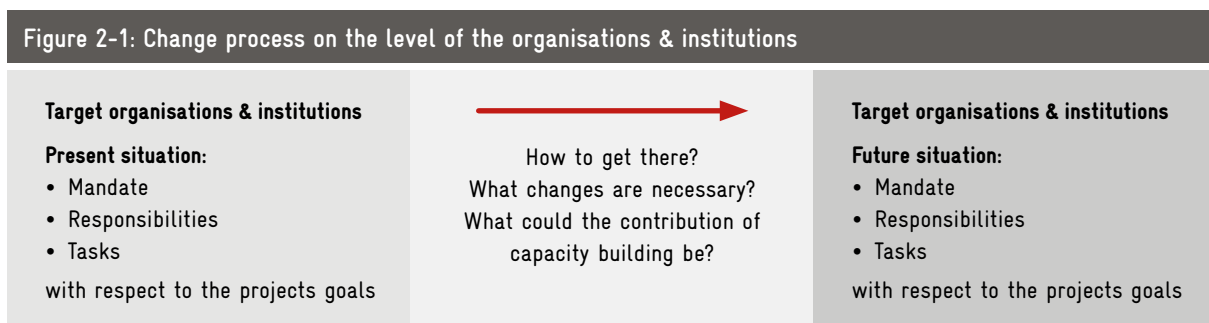 Figure 2-1: Change process on the level of the organisations & institutions
Target organisations & institutions
Present situation:
• Mandate
• Responsibilities
• Tasks
with respect to the projects goals
How to get there?
What changes are necessary?
What could the contribution of
capacity building be?
Target organisations & institutions
Future situation:
• Mandate
• Responsibilities
• Tasks
with respect to the projects goals